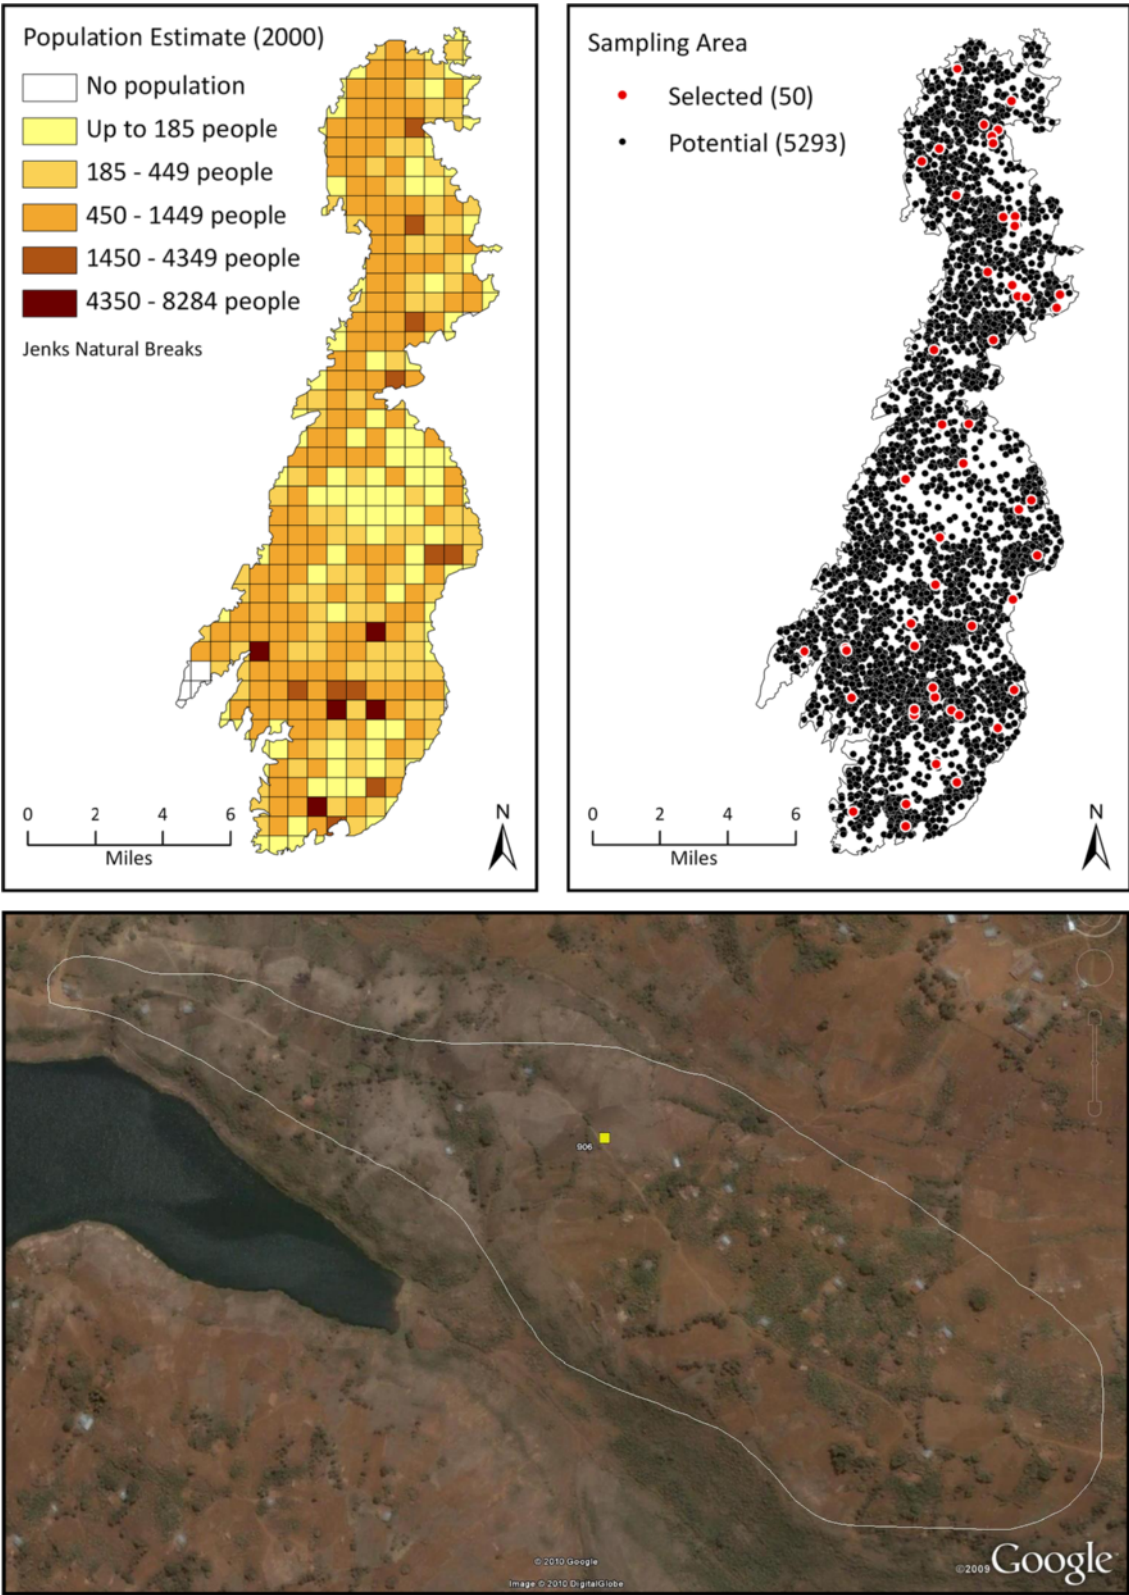 Population Estimate (2000)
No population
Up to 185 people
185 - 449 people
450 - 1449 people
1450 - 4349 people
4350 - 8284 people
Jenks Natural Breaks
0 2 4 6
Miles
N
Sampling Area
Selected (50)
Potential (5293)
0 2 4 6
Miles
N
906
© 2010 Google
Image © 2010 DigitalGlobe
©2009 Google